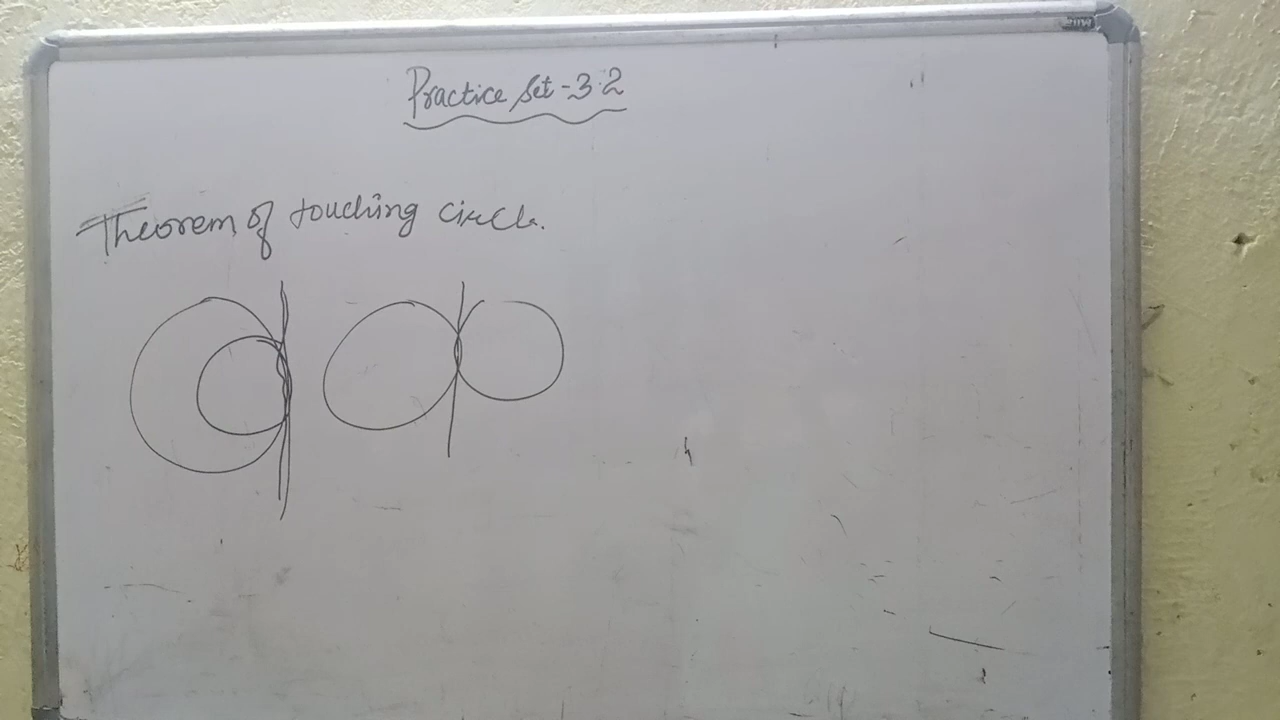 Practice Set - 3.2
Theorem of touching circle.